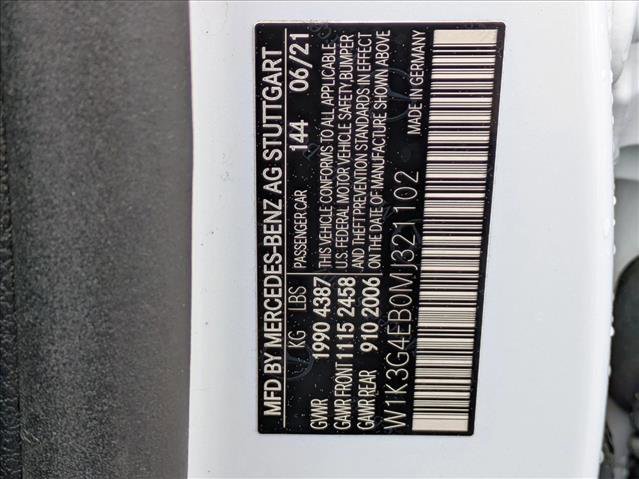 MFD BY MERCEDES-BENZ AG STUTTGART
KG LBS PASSENGER CAR 144 06/21
GVWR 1990 4387 THIS VEHICLE CONFORMS TO ALL APPLICABLE
GAWR FRONT 1115 2458 U.S. FEDERAL MOTOR VEHICLE SAFETY, BUMPER
GAWR REAR 910 2006 AND THEFT PREVENTION STANDARDS IN EFFECT
ON THE DATE OF MANUFACTURE SHOWN ABOVE
W1K3G4EB0MJ321102 MADE IN GERMANY